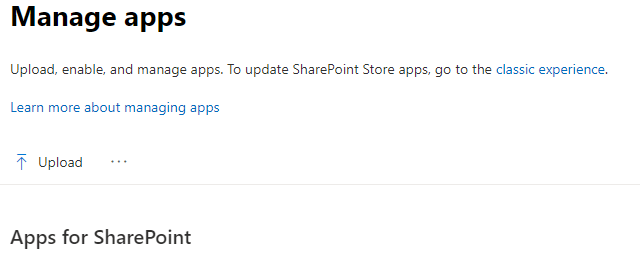 Manage apps
Upload, enable, and manage apps. To update SharePoint Store apps, go to the classic experience.
Learn more about managing apps
Upload ···
Apps for SharePoint